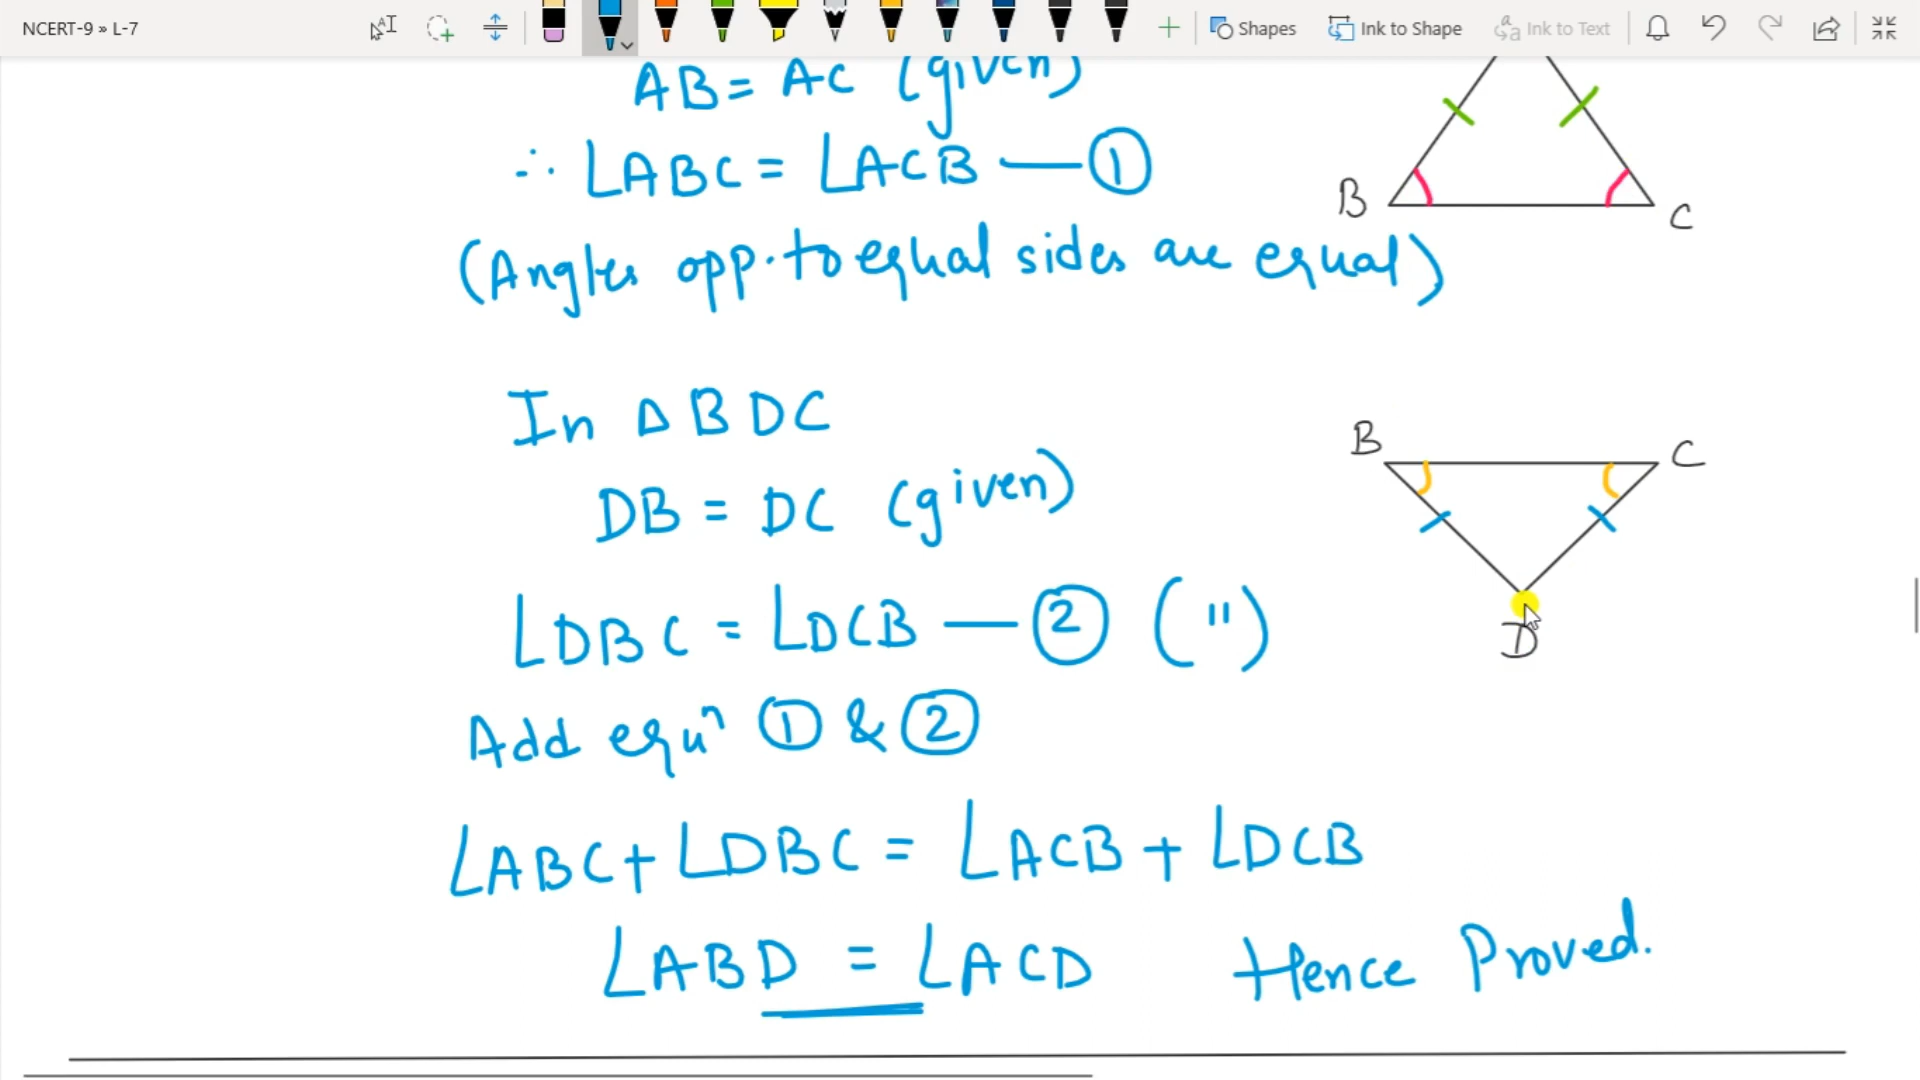 NCERT-9 » L-7
Shapes
Ink to Shape
Ink to Text
AB = AC (given)
∴ ∠ABC = ∠ACB — ①
(Angles opp. to equal sides are equal)
B
C
In Δ BDC
DB = DC (given)
∠DBC = ∠DCB — ② (")
Add equⁿ ① & ②
∠ABC + ∠DBC = ∠ACB + ∠DCB
∠ABD = ∠ACD Hence Proved.
B
C
D